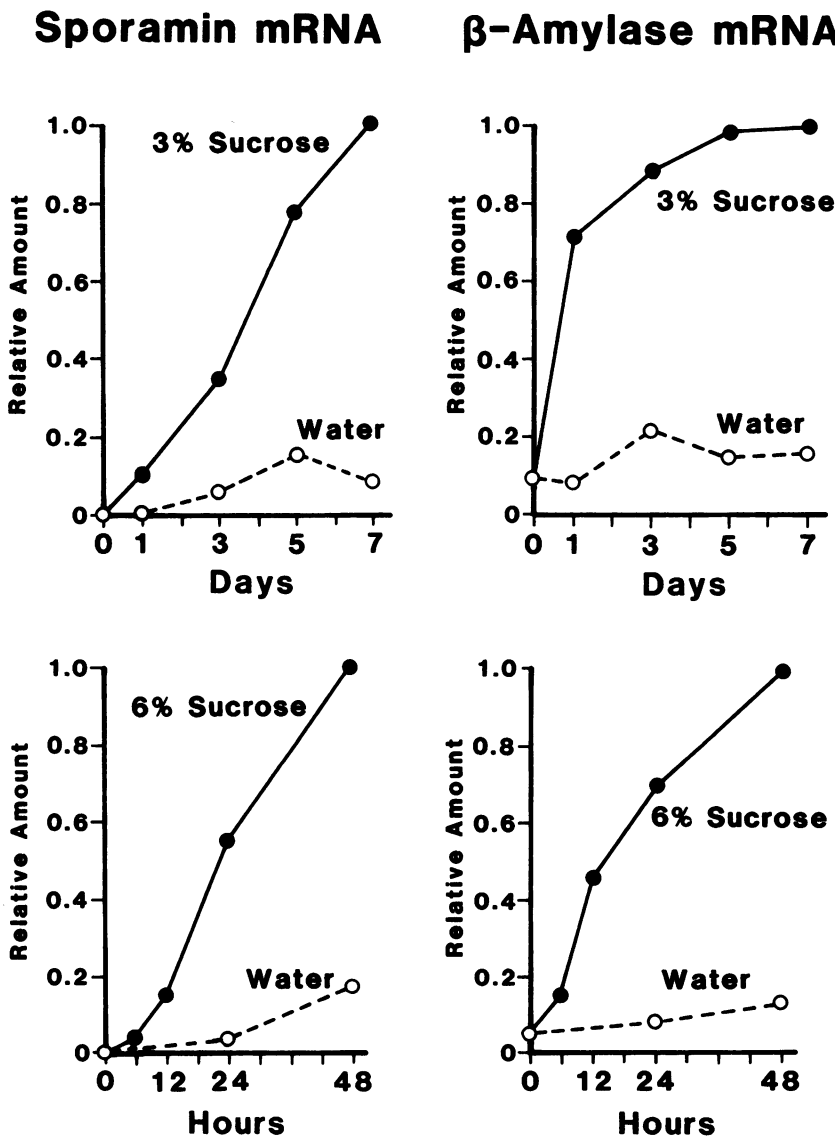 Sporamin mRNA
β-Amylase mRNA
1.0
0.8
0.6
0.4
0.2
0
Relative Amount
3% Sucrose
Water
0 1 3 5 7
Days
1.0
0.8
0.6
0.4
0.2
0
Relative Amount
3% Sucrose
Water
0 1 3 5 7
Days
1.0
0.8
0.6
0.4
0.2
0
Relative Amount
6% Sucrose
Water
0 12 24 48
Hours
1.0
0.8
0.6
0.4
0.2
0
Relative Amount
6% Sucrose
Water
0 12 24 48
Hours